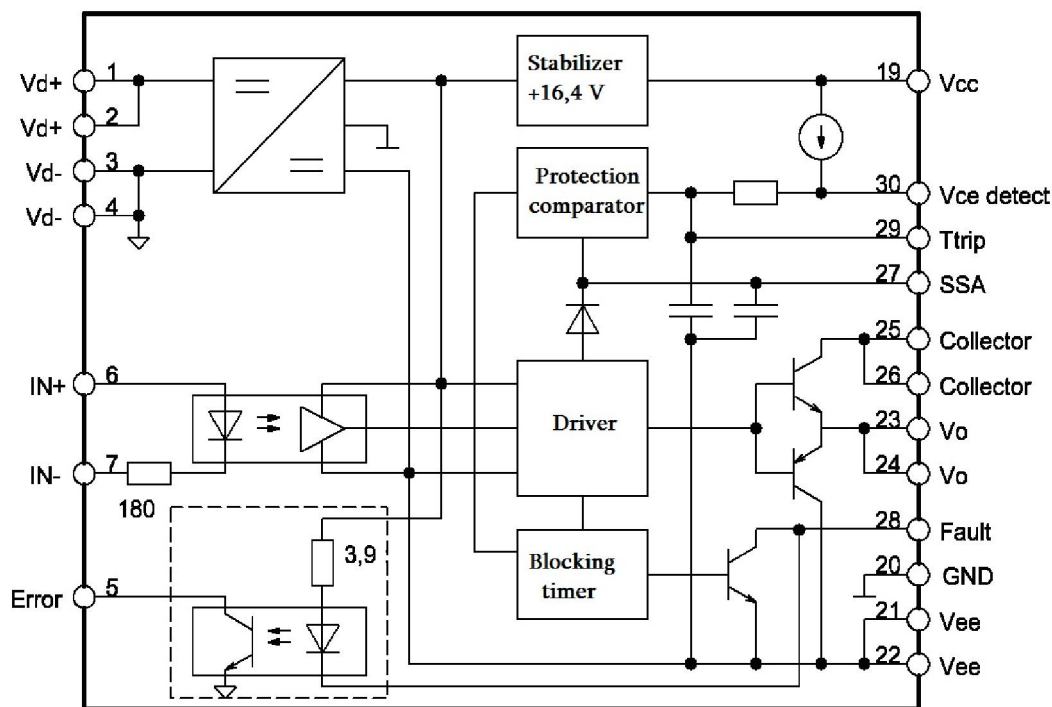 Vd+ 1
Vd+ 2
Vd- 3
Vd- 4
Stabilizer
+16,4 V
19 Vcc
Protection
comparator
30 Vce detect
29 Ttrip
27 SSA
25 Collector
26 Collector
IN+ 6
Driver
23 Vo
IN- 7
180
24 Vo
3,9
Blocking
timer
28 Fault
Error 5
20 GND
21 Vee
22 Vee